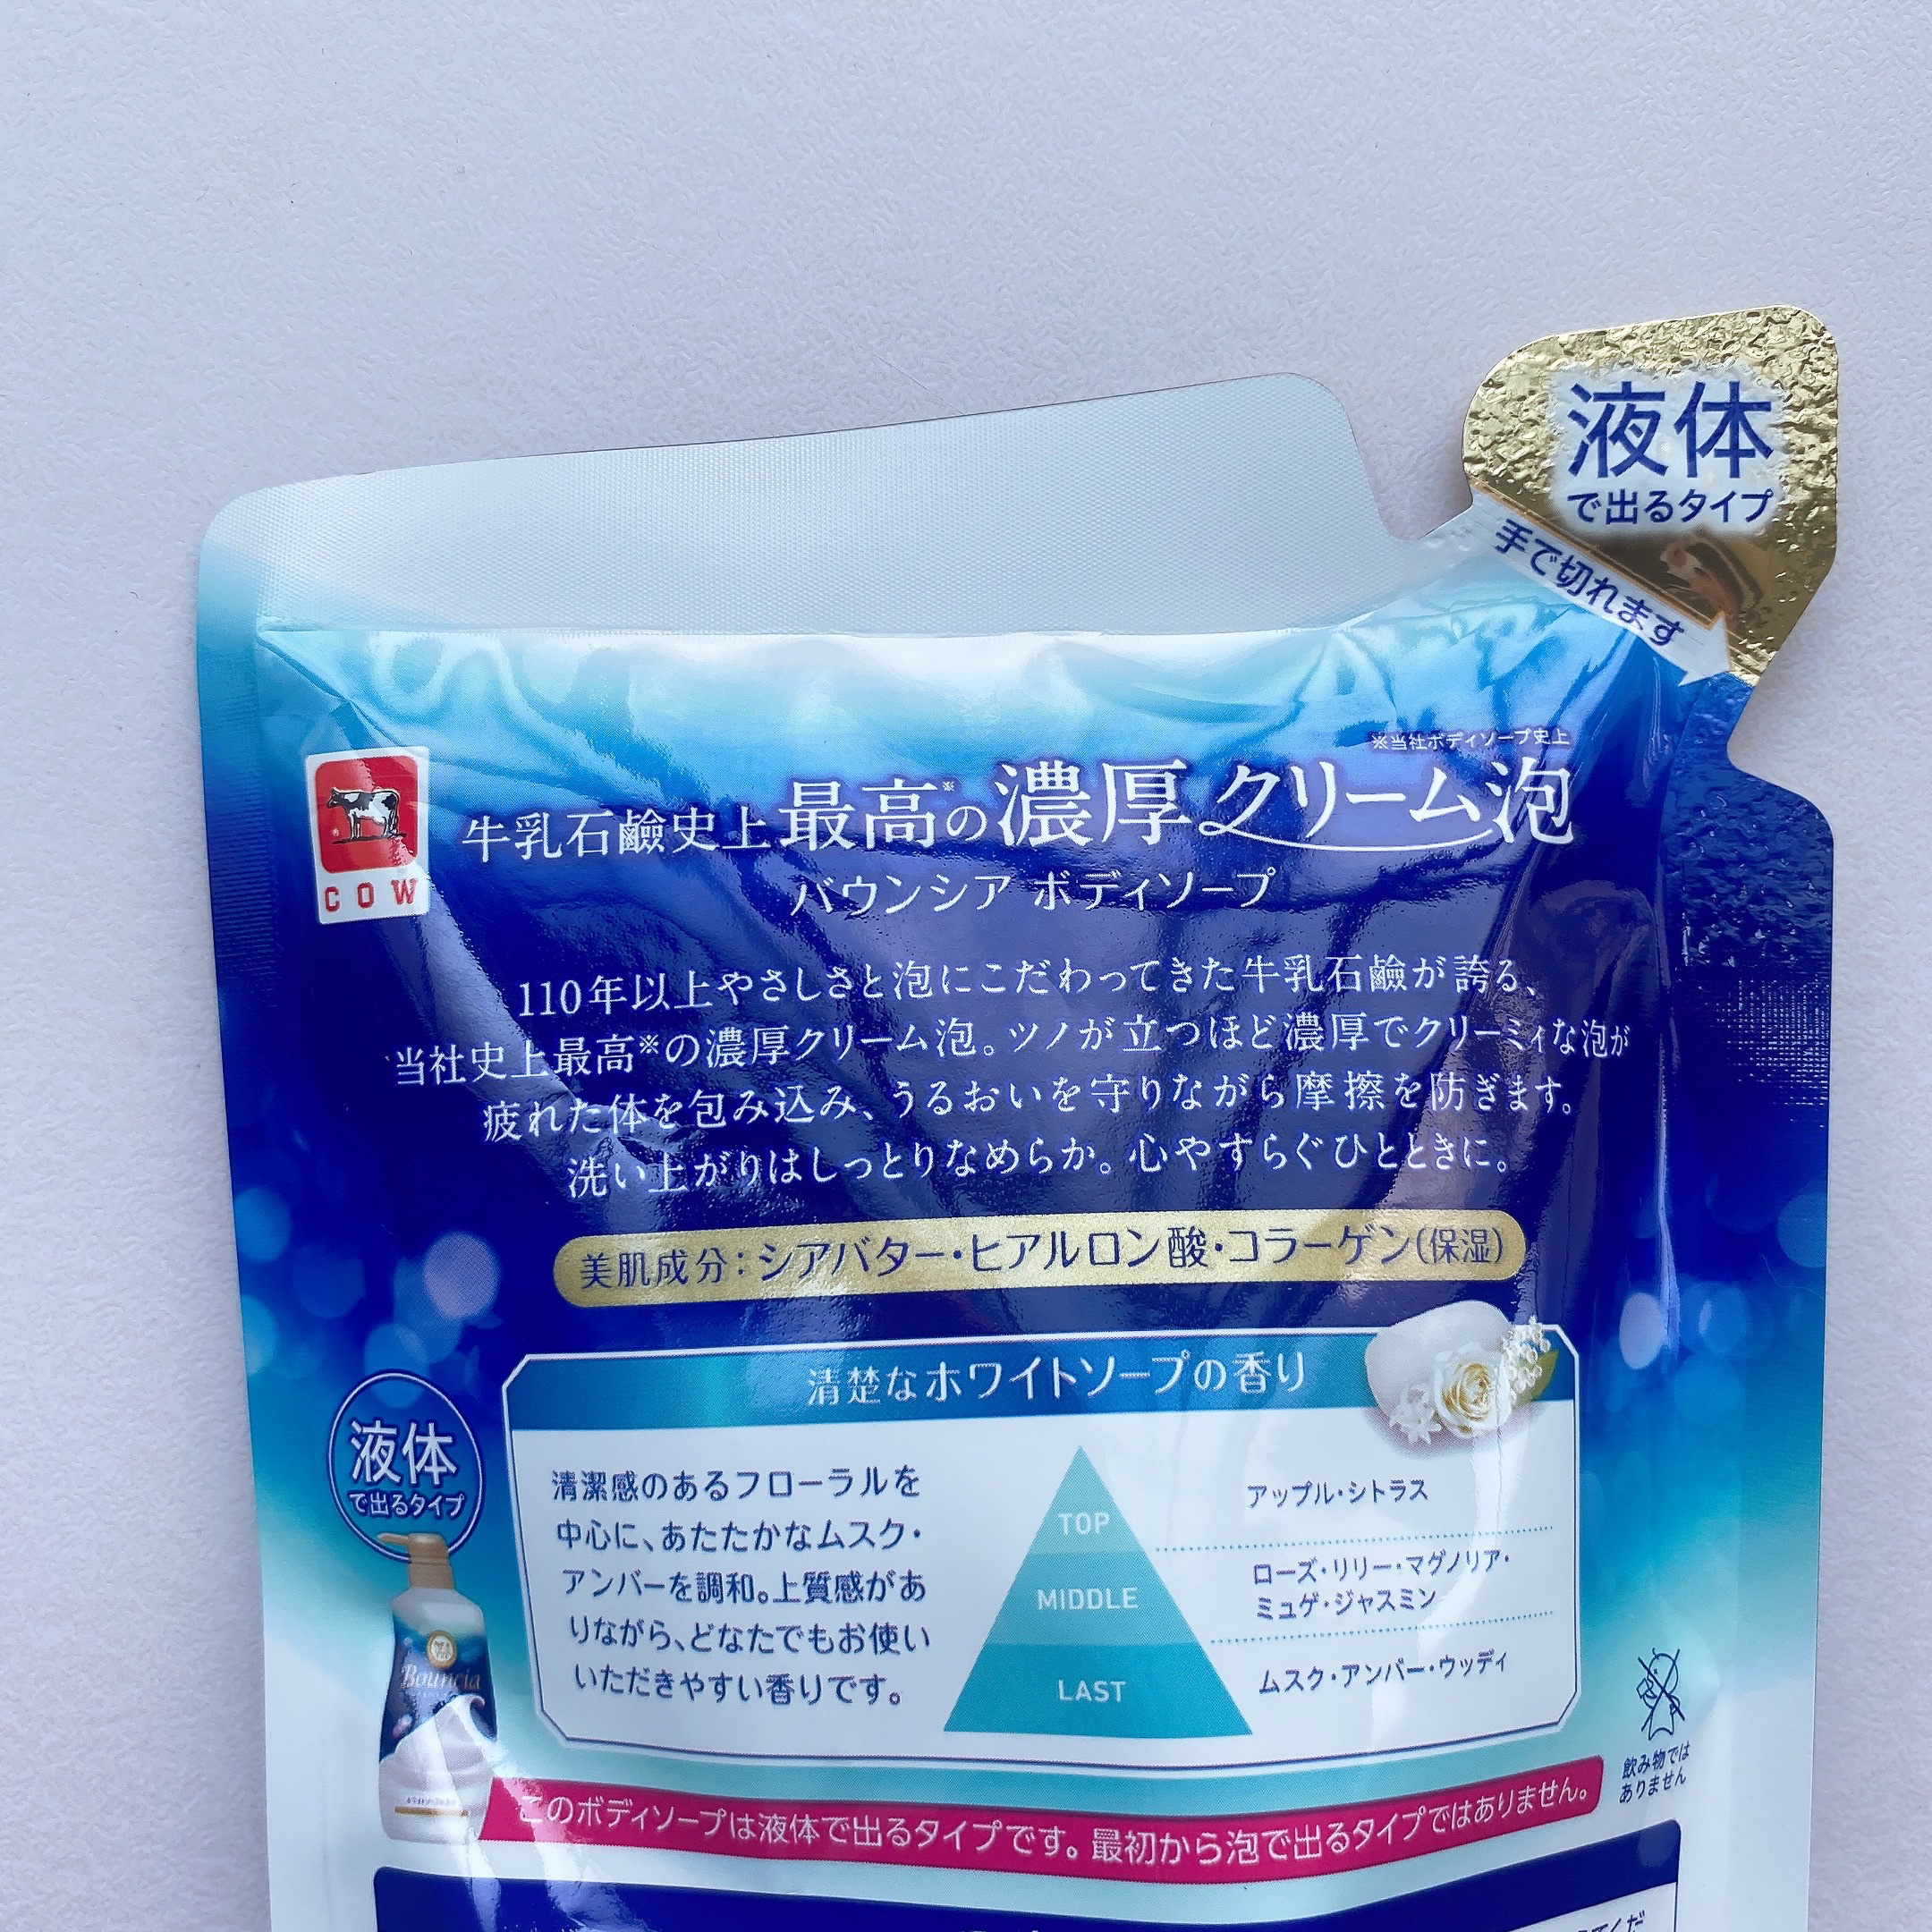 液体
で出るタイプ
手で切れます
※当社ボディソープ史上
牛乳石鹼史上最高※の濃厚クリーム泡
COW
バウンシア ボディソープ
110年以上やさしさと泡にこだわってきた牛乳石鹼が誇る、
当社史上最高※の濃厚クリーム泡。ツノが立つほど濃厚でクリーミィな泡が
疲れた体を包み込み、うるおいを守りながら摩擦を防ぎます。
洗い上がりはしっとりなめらか。心やすらぐひとときに。
美肌成分：シアバター・ヒアルロン酸・コラーゲン（保湿）
清楚なホワイトソープの香り
液体
で出るタイプ
Bouncia
清潔感のあるフローラルを
中心に、あたたかなムスク・
アンバーを調和。上質感があ
りながら、どなたでもお使い
いただきやすい香りです。
TOP
アップル・シトラス
MIDDLE
ローズ・リリー・マグノリア・
ミュゲ・ジャスミン
LAST
ムスク・アンバー・ウッディ
飲み物では
ありません
このボディソープは液体で出るタイプです。最初から泡で出るタイプではありません。